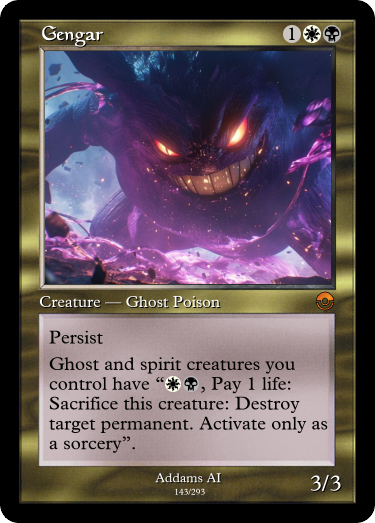 Gengar 1
Creature — Ghost Poison
Persist
Ghost and spirit creatures you
control have “, Pay 1 life:
Sacrifice this creature: Destroy
target permanent. Activate only as
a sorcery”.
Addams AI
143/293
3/3